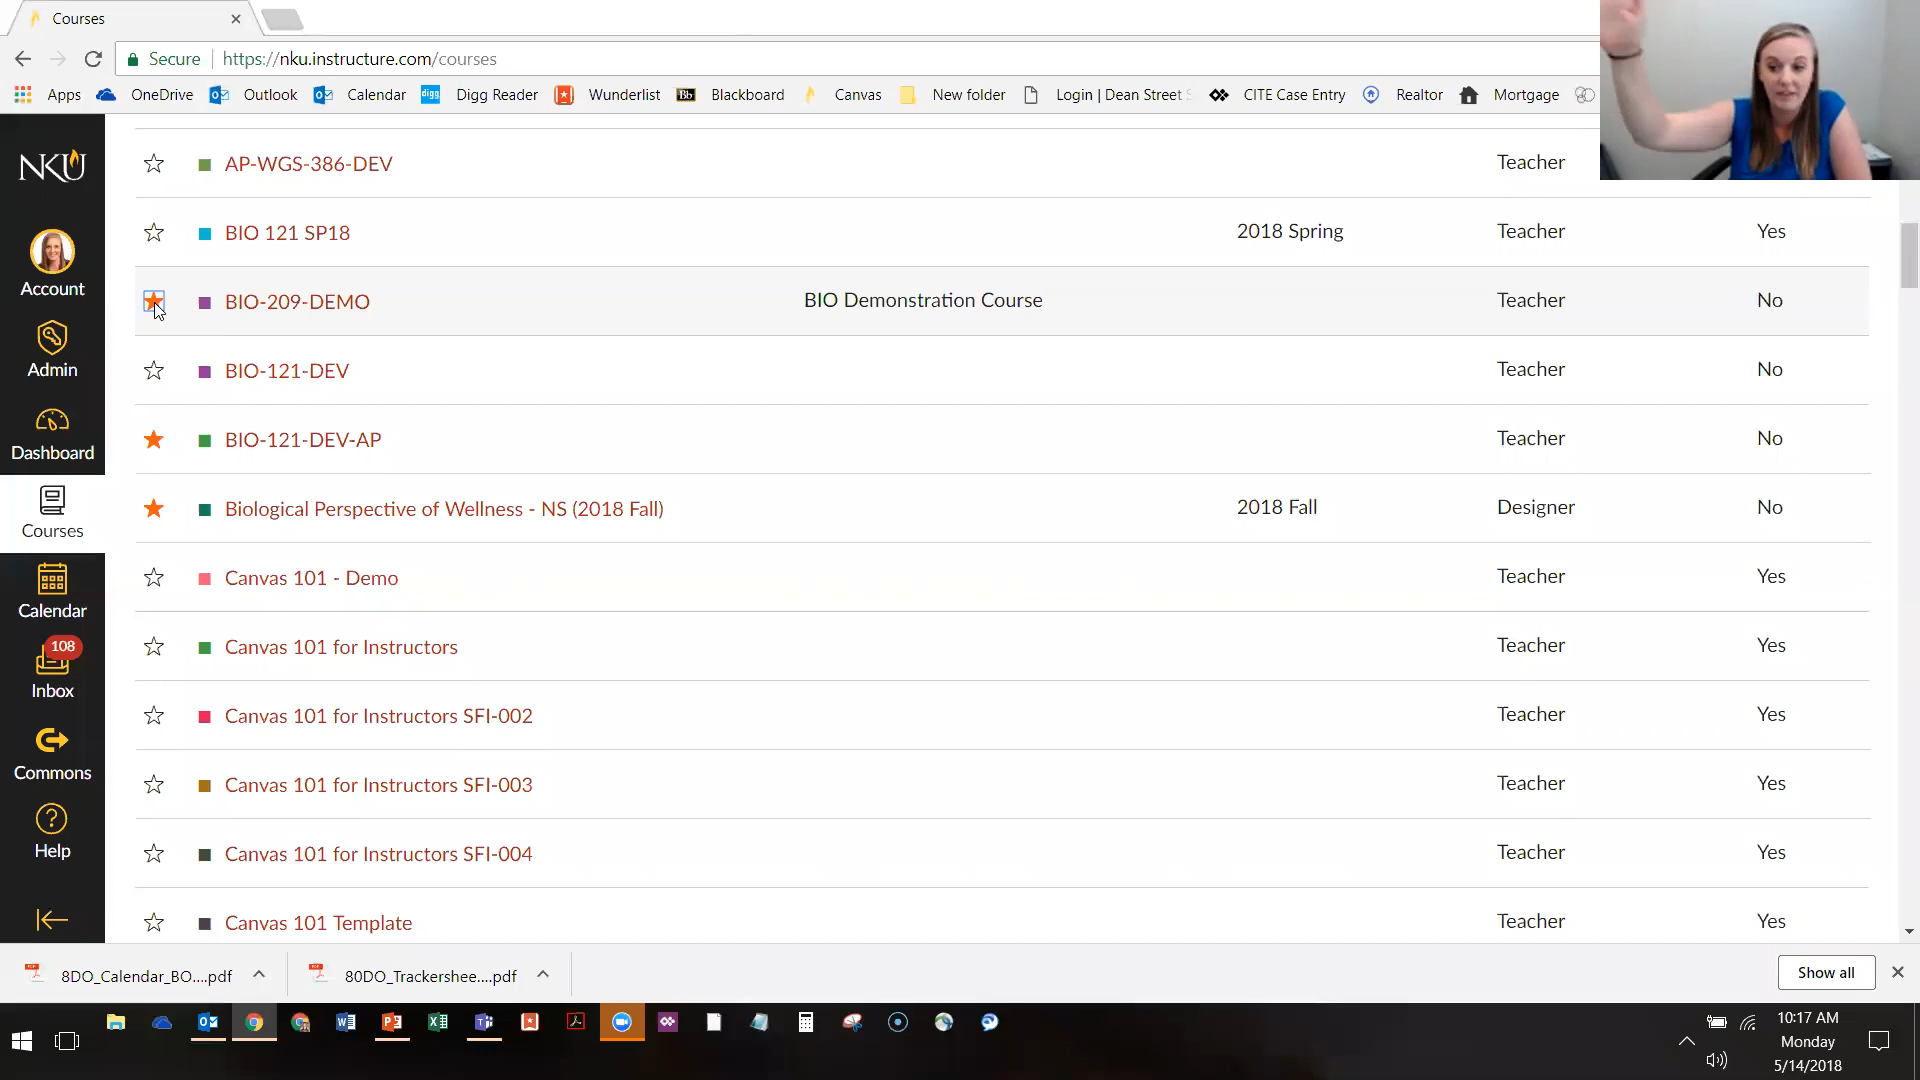 Courses
Secure https://nku.instructure.com/courses
Apps OneDrive Outlook Calendar digg Digg Reader Wunderlist Bb Blackboard Canvas New folder Login | Dean Street CITE Case Entry Realtor Mortgage
NKU
Account
Admin
Dashboard
Courses
Calendar
108
Inbox
Commons
Help
AP-WGS-386-DEV Teacher
BIO 121 SP18 2018 Spring Teacher Yes
BIO-209-DEMO BIO Demonstration Course Teacher No
BIO-121-DEV Teacher No
BIO-121-DEV-AP Teacher No
Biological Perspective of Wellness - NS (2018 Fall) 2018 Fall Designer No
Canvas 101 - Demo Teacher Yes
Canvas 101 for Instructors Teacher Yes
Canvas 101 for Instructors SFI-002 Teacher Yes
Canvas 101 for Instructors SFI-003 Teacher Yes
Canvas 101 for Instructors SFI-004 Teacher Yes
Canvas 101 Template Teacher Yes
8DO_Calendar_BO....pdf 80DO_Trackershee....pdf Show all
10:17 AM
Monday
5/14/2018